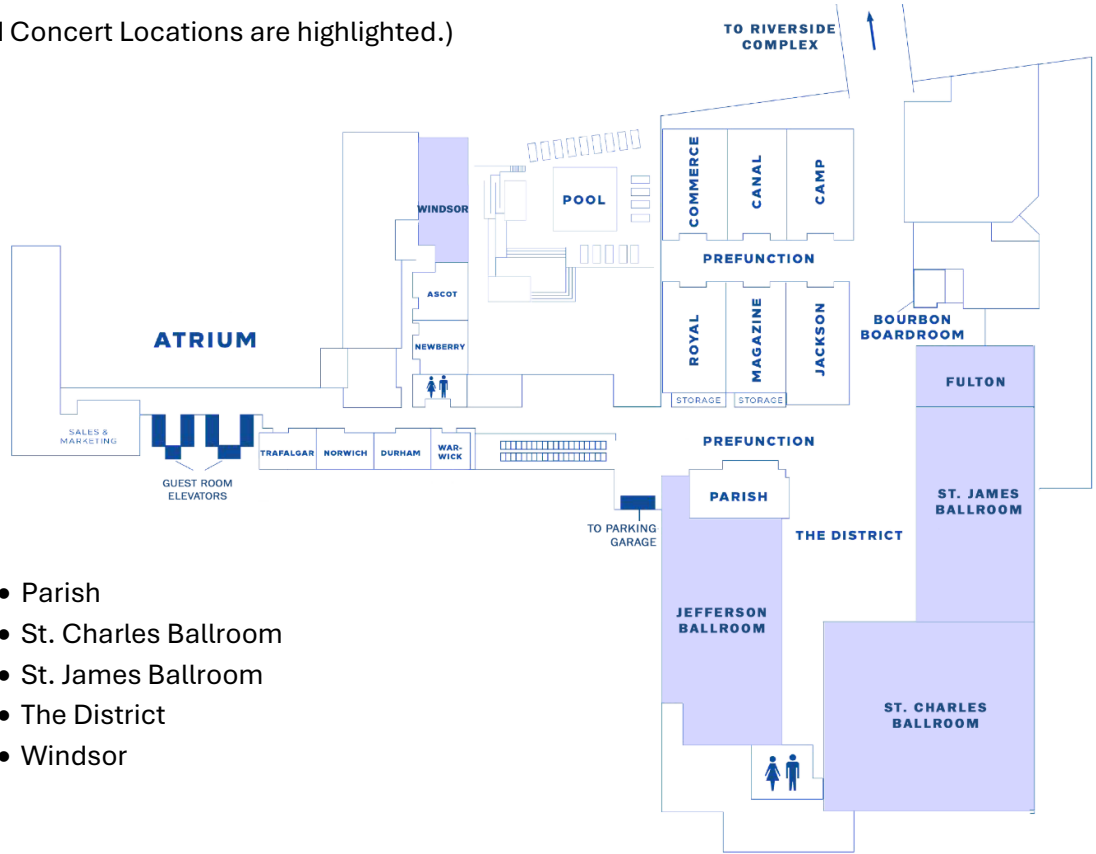 l Concert Locations are highlighted.)
TO RIVERSIDE
COMPLEX
COMMERCE
CANAL
CAMP
WINDSOR
POOL
PREFUNCTION
ASCOT
ATRIUM
NEWBERRY
ROYAL
MAGAZINE
JACKSON
BOURBON
BOARDROOM
FULTON
STORAGE
STORAGE
SALES &
MARKETING
TRAFALGAR
NORWICH
DURHAM
WAR-
WICK
PREFUNCTION
GUEST ROOM
ELEVATORS
PARISH
ST. JAMES
BALLROOM
TO PARKING
GARAGE
THE DISTRICT
JEFFERSON
BALLROOM
ST. CHARLES
BALLROOM
• Parish
• St. Charles Ballroom
• St. James Ballroom
• The District
• Windsor